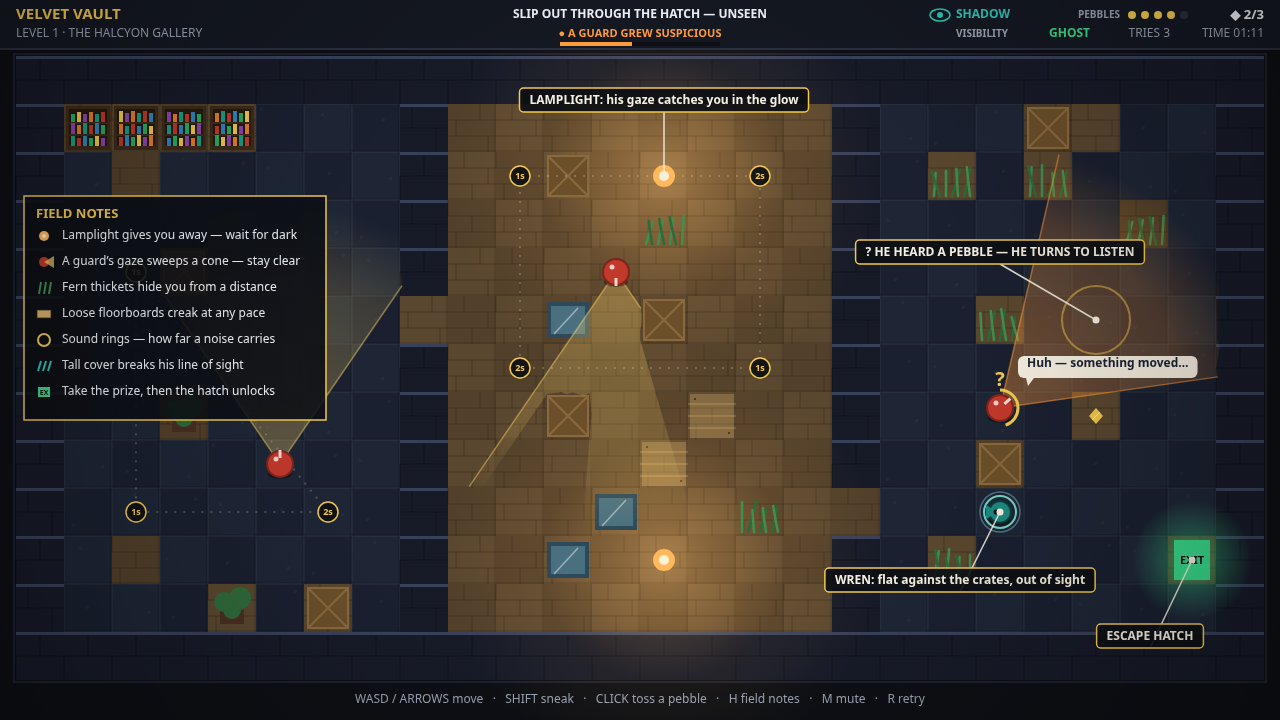 VELVET VAULT
LEVEL 1 · THE HALCYON GALLERY
SLIP OUT THROUGH THE HATCH — UNSEEN
● A GUARD GREW SUSPICIOUS
SHADOW
VISIBILITY
PEBBLES
GHOST
TRIES 3
◆ 2/3
TIME 01:11
LAMPLIGHT: his gaze catches you in the glow
1s
2s
FIELD NOTES
Lamplight gives you away — wait for dark
A guard's gaze sweeps a cone — stay clear
Fern thickets hide you from a distance
Loose floorboards creak at any pace
Sound rings — how far a noise carries
Tall cover breaks his line of sight
EX
Take the prize, then the hatch unlocks
? HE HEARD A PEBBLE — HE TURNS TO LISTEN
2s
1s
Huh — something moved...
?
1s
2s
EXIT
WREN: flat against the crates, out of sight
ESCAPE HATCH
WASD / ARROWS move · SHIFT sneak · CLICK toss a pebble · H field notes · M mute · R retry